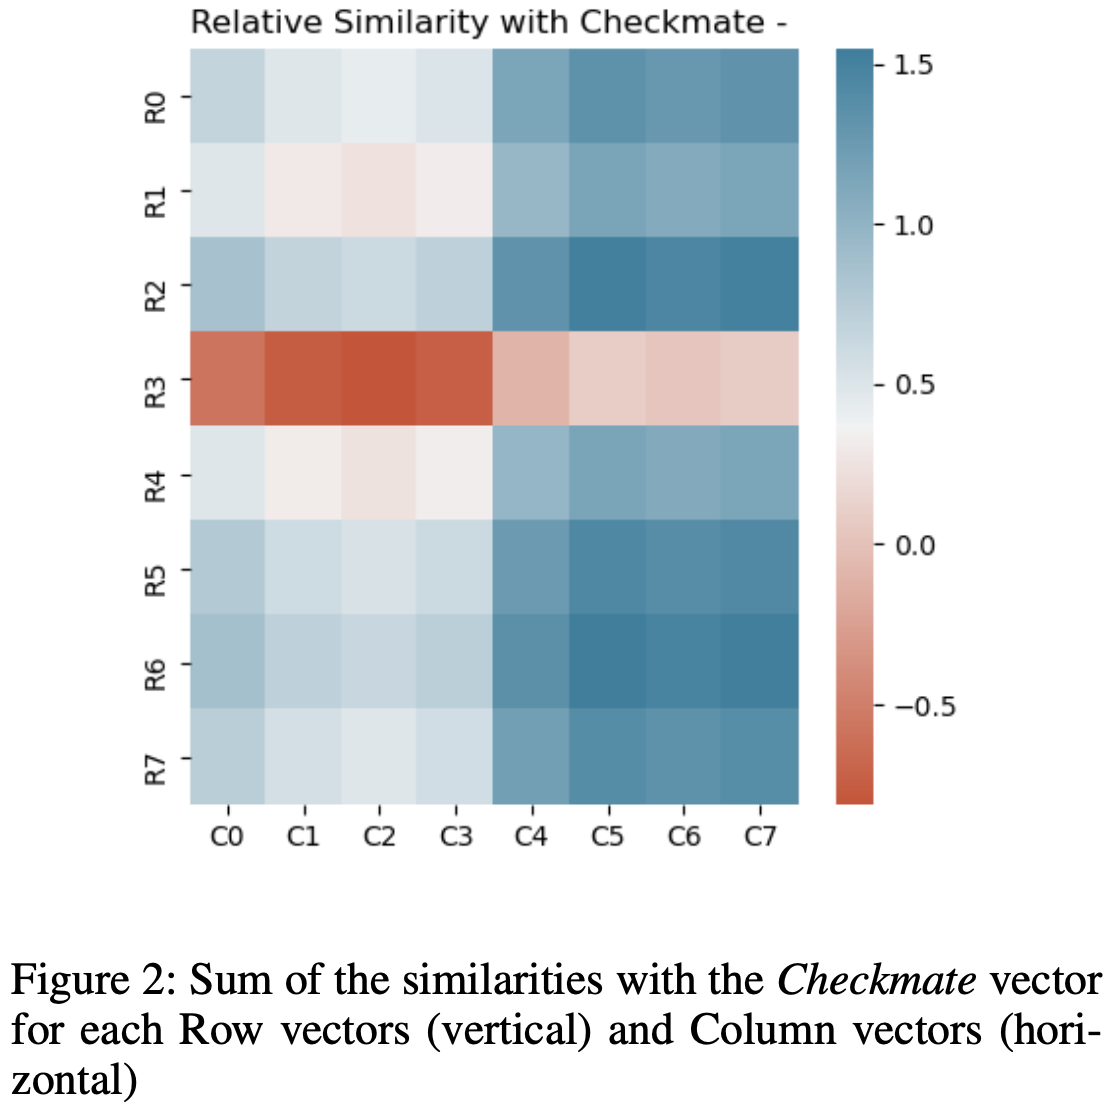 Relative Similarity with Checkmate -
R0
R1
R2
R3
R4
R5
R6
R7
C0 C1 C2 C3 C4 C5 C6 C7
1.5
1.0
0.5
0.0
−0.5
Figure 2: Sum of the similarities with the Checkmate vector
for each Row vectors (vertical) and Column vectors (hori-
zontal)